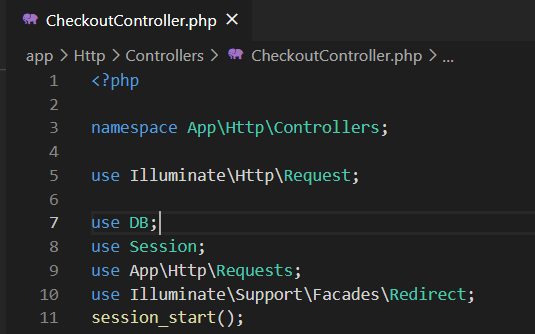 CheckoutController.php ×
app > Http > Controllers > CheckoutController.php > ...
1 <?php
2
3 namespace App\Http\Controllers;
4
5 use Illuminate\Http\Request;
6
7 use DB;
8 use Session;
9 use App\Http\Requests;
10 use Illuminate\Support\Facades\Redirect;
11 session_start();